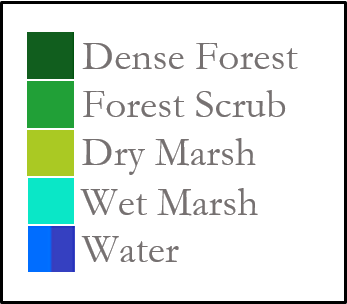 Dense Forest
Forest Scrub
Dry Marsh
Wet Marsh
Water